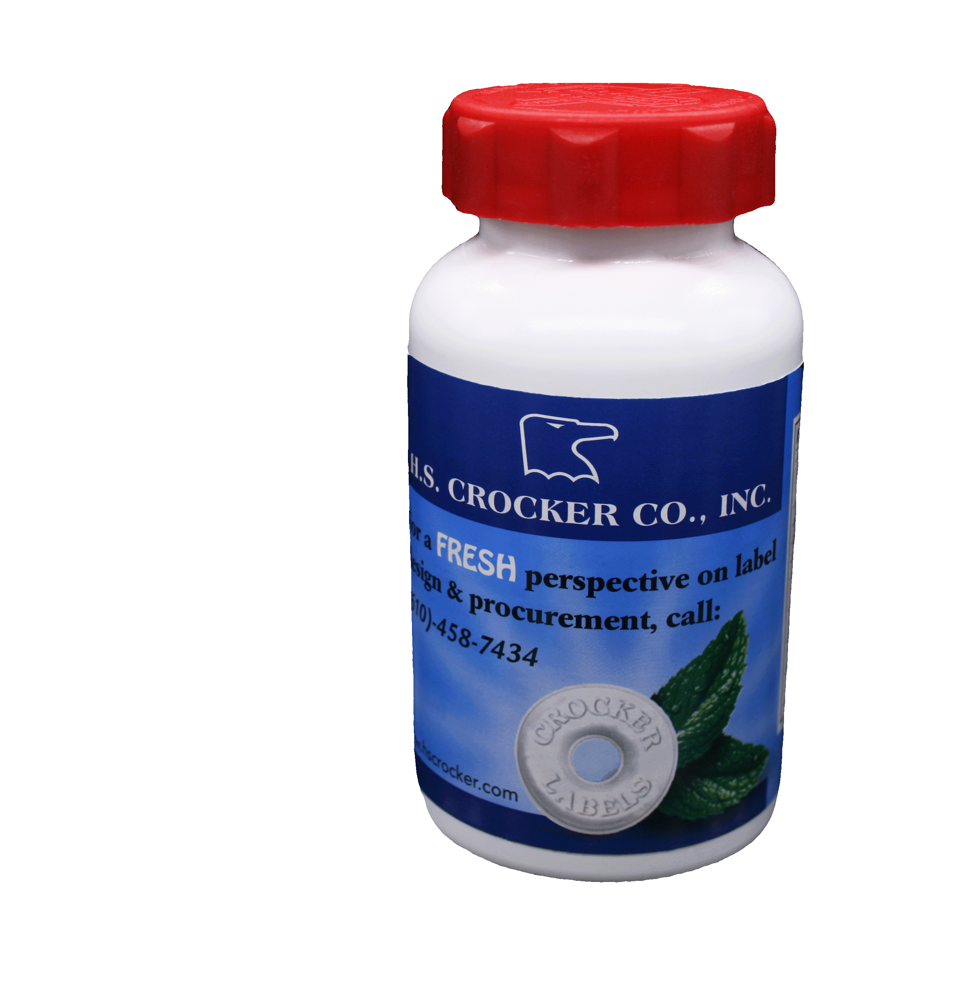 H.S. CROCKER CO., INC.
a FRESH perspective on label
& procurement, call:
-458-7434
CROCKER
LABELS
hscrocker.com